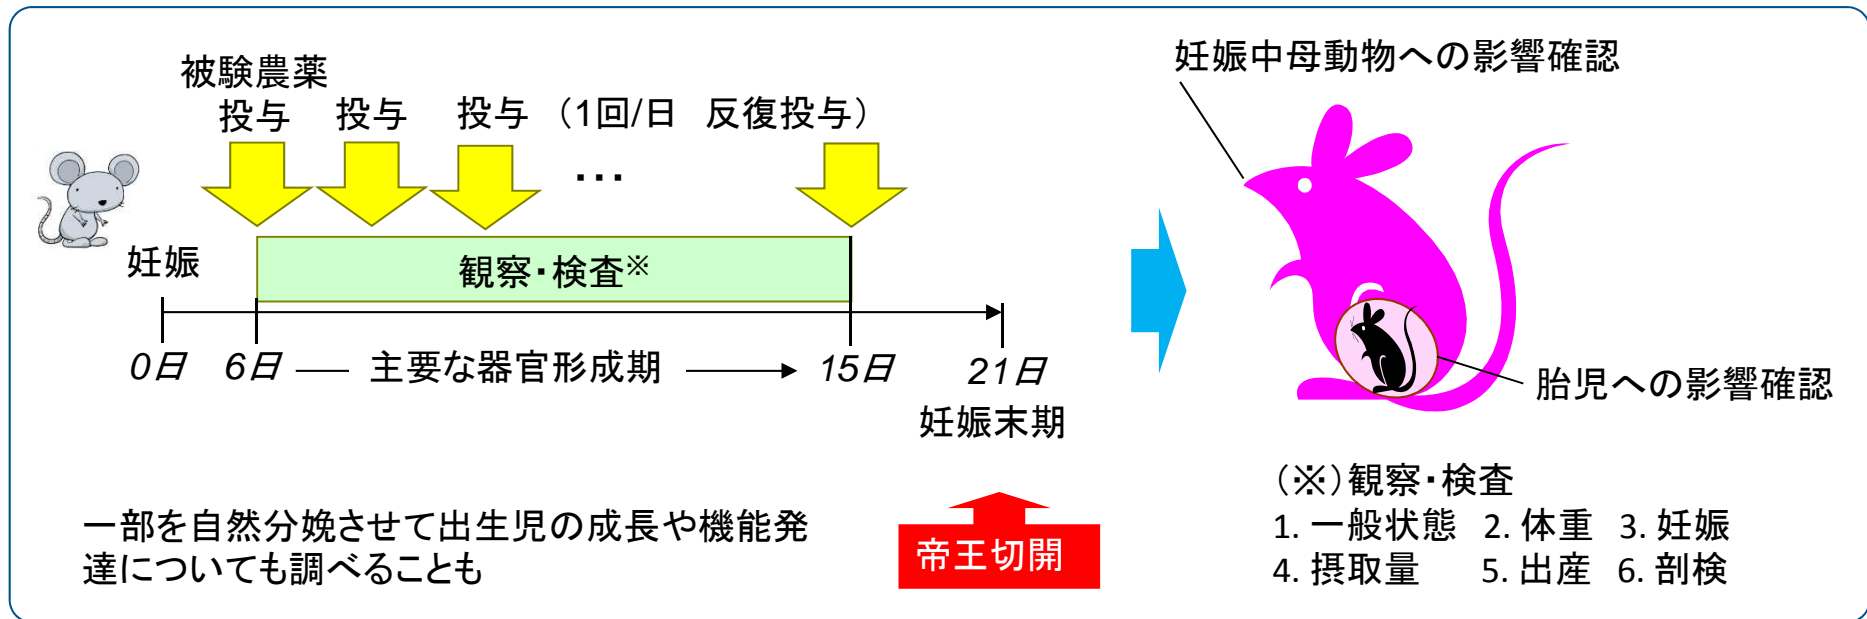 被験農薬
投与 投与 投与 (1回/日 反復投与)
・・・
妊娠
観察・検査※
0日 6日 主要な器官形成期 15日 21日
妊娠末期
一部を自然分娩させて出生児の成長や機能発
達についても調べることも
帝王切開
妊娠中母動物への影響確認
胎児への影響確認
(※)観察・検査
1. 一般状態 2. 体重 3. 妊娠
4. 摂取量 5. 出産 6. 剖検